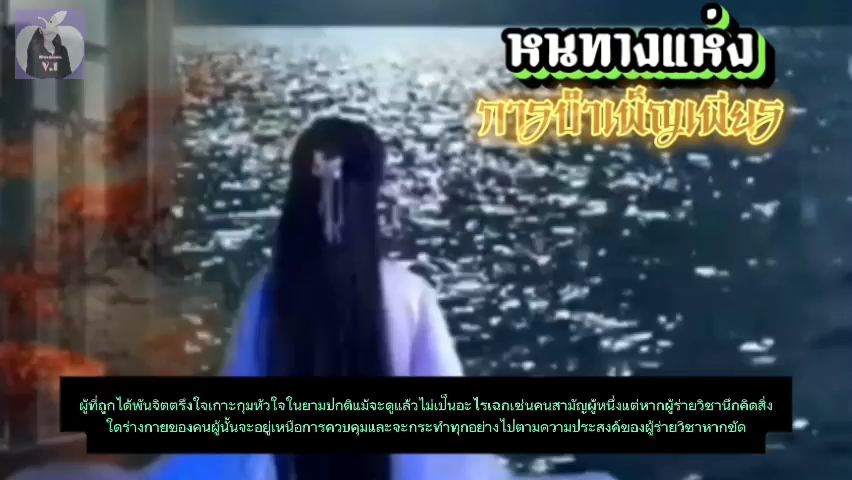 หนทางแห่ง
การบำเพ็ญเพียร
V.1
ผู้ที่ถูกได้พันจิตตรึงใจเกาะกุมหัวใจในยามปกติแม้จะดูแล้วไม่เป็นอะไรเฉกเช่นคนสามัญผู้หนึ่งแต่หากผู้ร่ายวิชานึกคิดสิ่ง
ใดร่างกายของคนผู้นั้นจะอยู่เหนือการควบคุมและจะกระทำทุกอย่างไปตามความประสงค์ของผู้ร่ายวิชาหากขัด